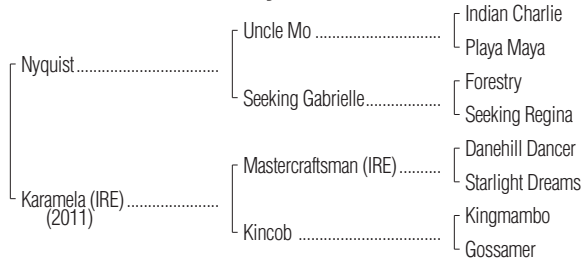 Indian Charlie
Uncle Mo
Playa Maya
Nyquist
Forestry
Seeking Gabrielle
Seeking Regina
Danehill Dancer
Mastercraftsman (IRE)
Starlight Dreams
Karamela (IRE)
(2011)
Kingmambo
Kincob
Gossamer